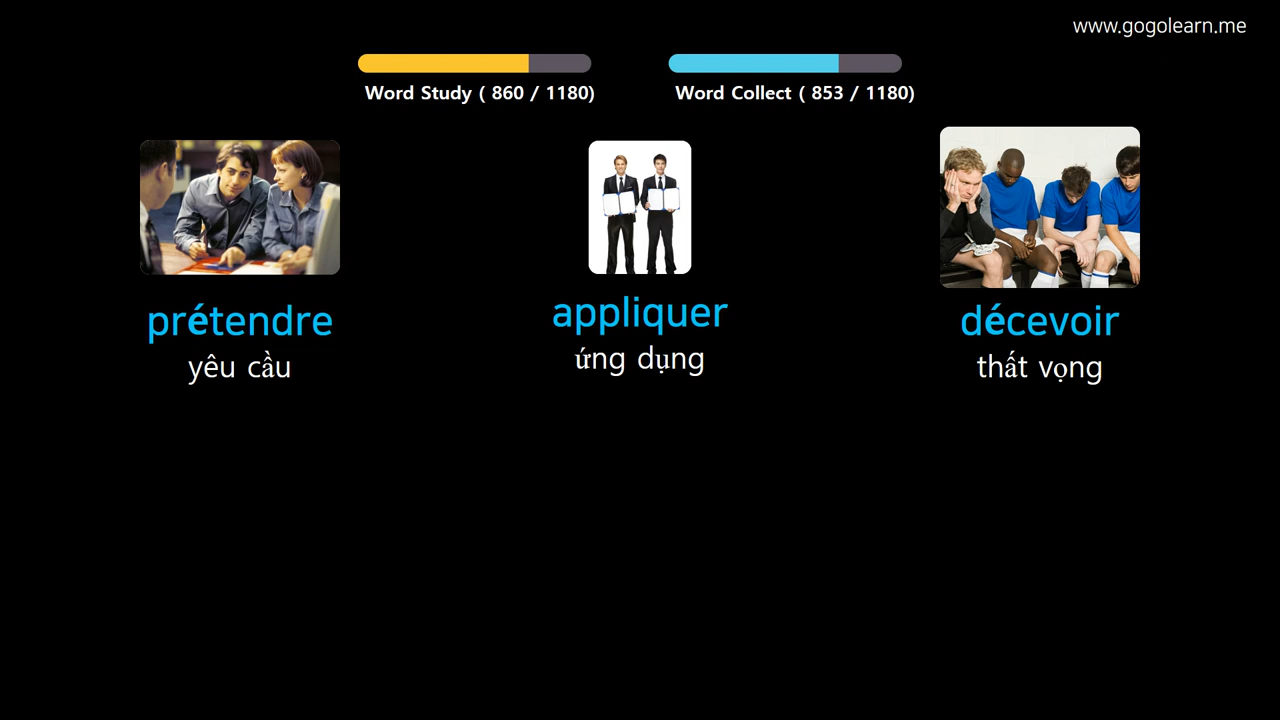 www.gogolearn.me
Word Study ( 860 / 1180)
Word Collect ( 853 / 1180)
prétendre
yêu cầu
appliquer
ứng dụng
décevoir
thất vọng